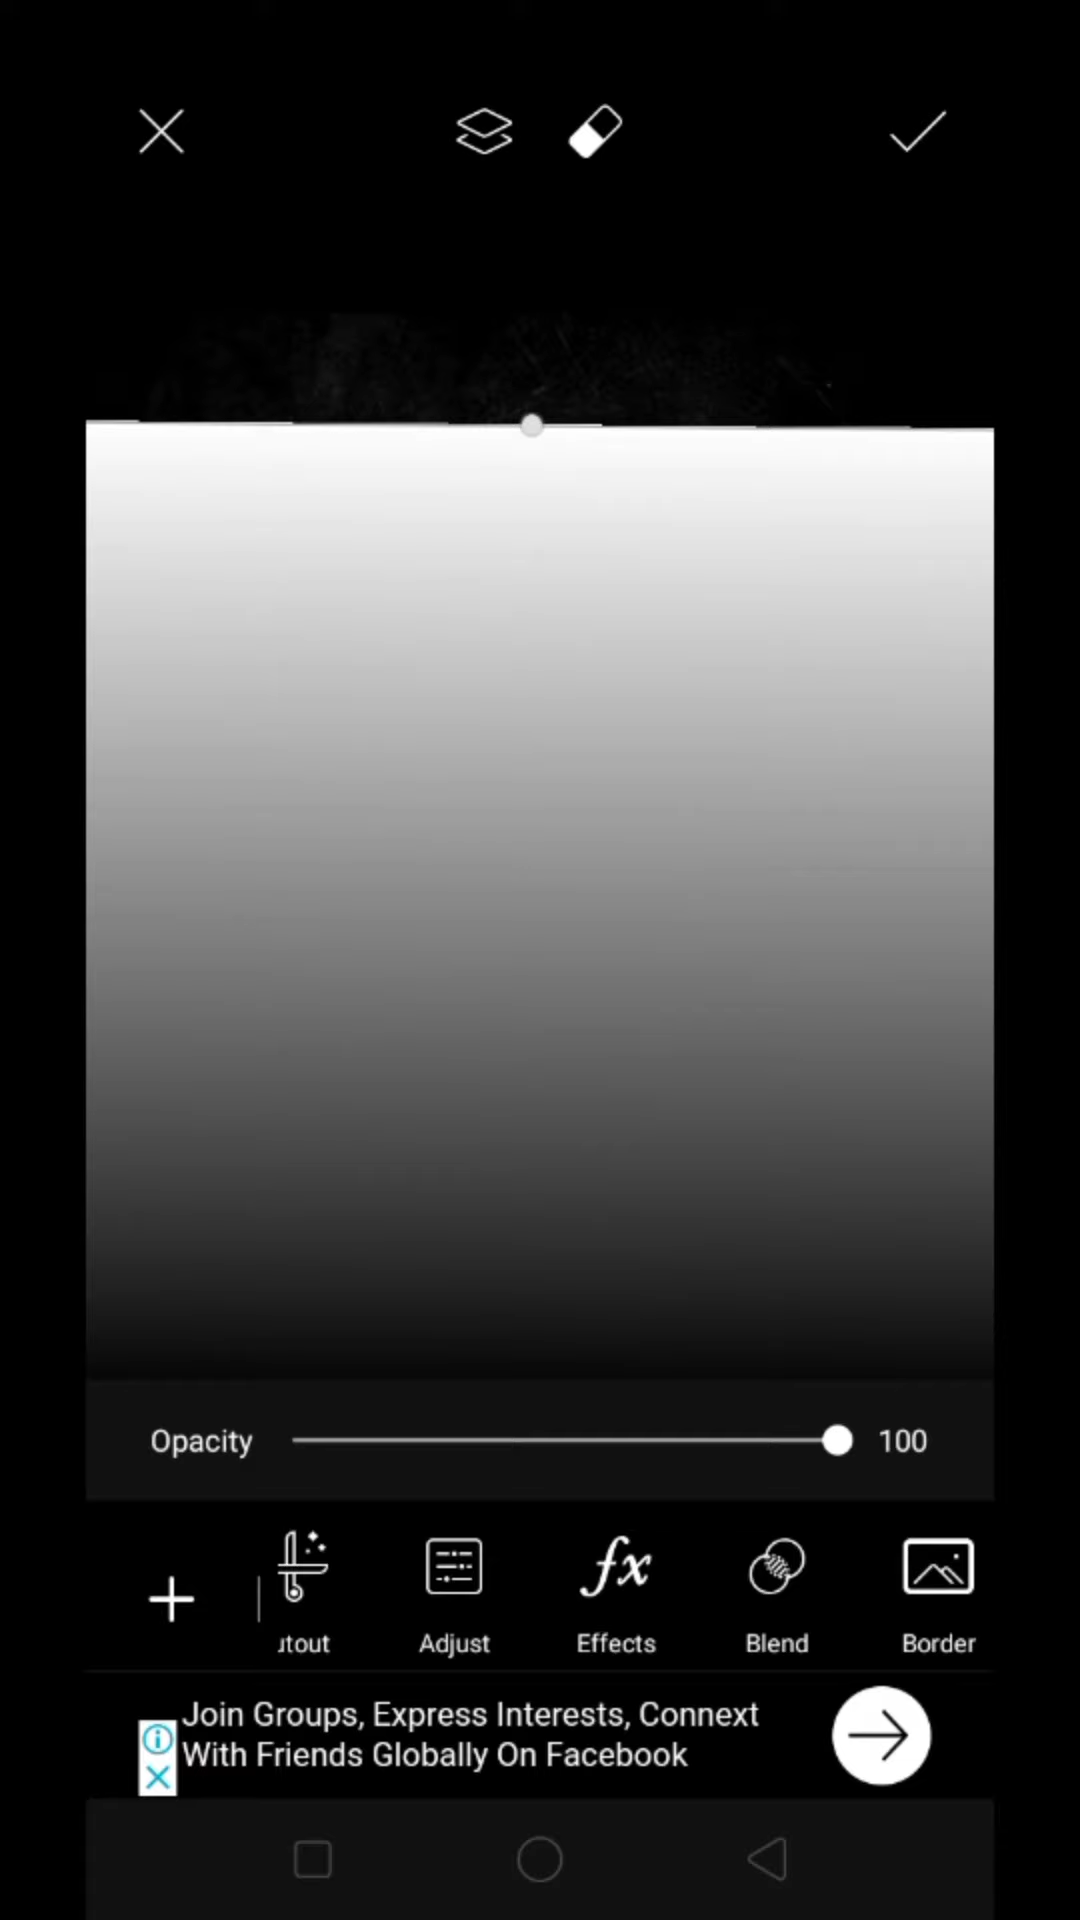 Opacity 100
utout Adjust Effects Blend Border
Join Groups, Express Interests, Connext
With Friends Globally On Facebook